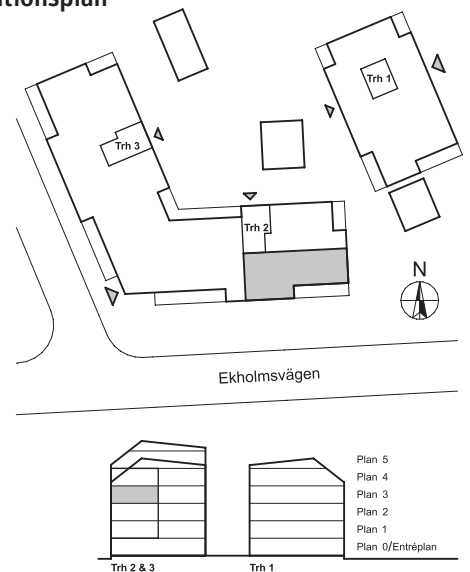 Trh 1
Trh 3
Trh 2
N
Ekholmsvägen
Plan 5
Plan 4
Plan 3
Plan 2
Plan 1
Plan 0/Entréplan
Trh 2 & 3
Trh 1